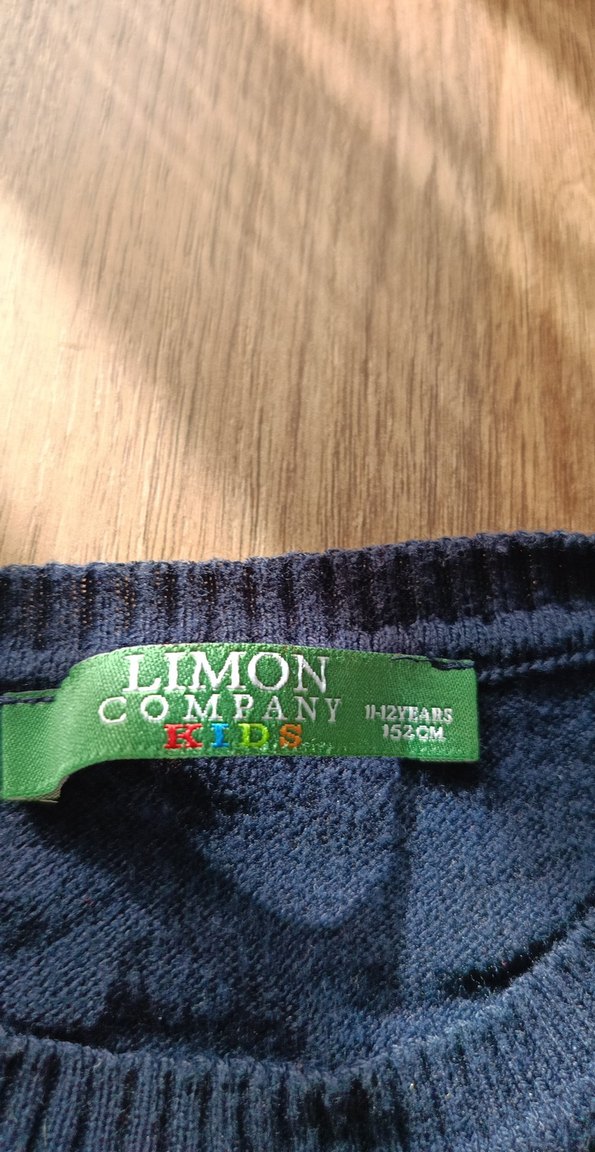 LIMON
COMPANY
KIDS
11-12YEARS
152CM